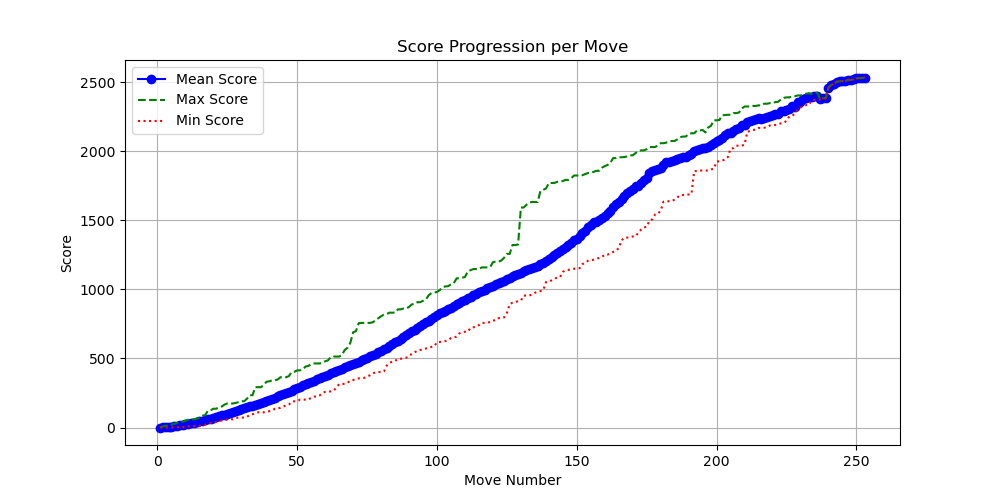 Score Progression per Move
Mean Score
Max Score
Min Score
Score
2500
2000
1500
1000
500
0
0 50 100 150 200 250
Move Number